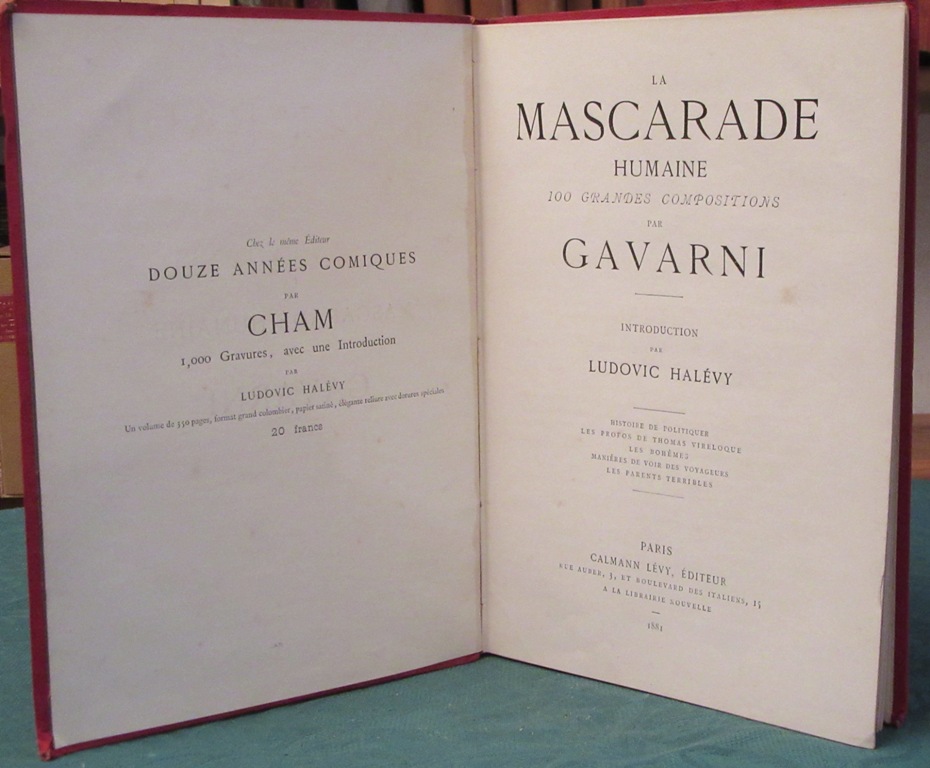 Chez le même Éditeur
DOUZE ANNÉES COMIQUES
PAR
CHAM
1,000 Gravures, avec une Introduction
PAR
LUDOVIC HALÉVY
Un volume de 350 pages, format grand colombier, papier satiné, élégante reliure avec dorures spéciales
20 francs
LA
MASCARADE
HUMAINE
100 GRANDES COMPOSITIONS
PAR
GAVARNI
INTRODUCTION
PAR
LUDOVIC HALÉVY
HISTOIRE DE POLITIQUER
LES PROPOS DE THOMAS VIRELOQUE
LES BOHÊMES
MANIÈRES DE VOIR DES VOYAGEURS
LES PARENTS TERRIBLES
PARIS
CALMANN LÉVY, ÉDITEUR
RUE AUBER, 3, ET BOULEVARD DES ITALIENS, 15
A LA LIBRAIRIE NOUVELLE
1881